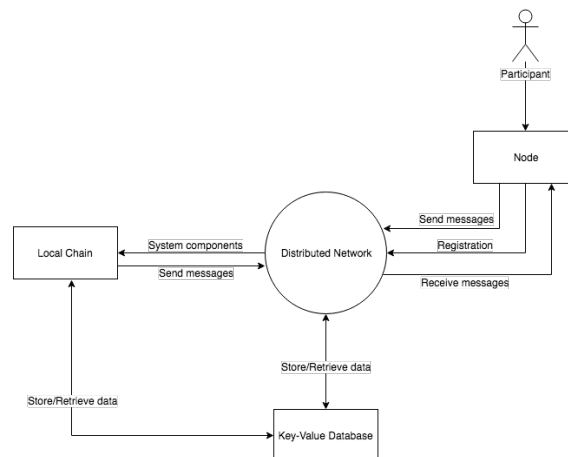 Participant
Node
Send messages
Registration
Receive messages
System components
Local Chain
Distributed Network
Send messages
Store/Retrieve data
Store/Retrieve data
Key-Value Database